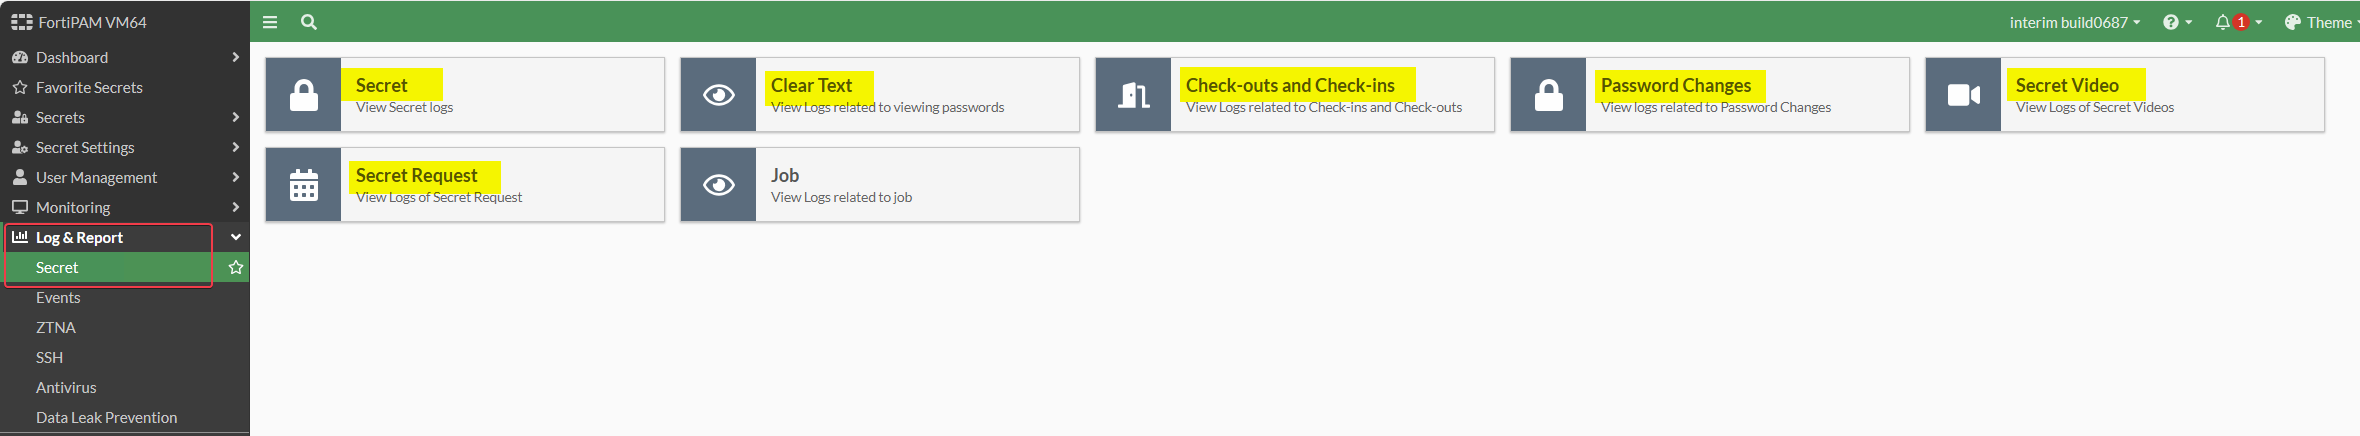 FortiPAM VM64
interim build0687
1
Theme
Dashboard
Favorite Secrets
Secrets
Secret Settings
User Management
Monitoring
Log & Report
Secret
Events
ZTNA
SSH
Antivirus
Data Leak Prevention
Secret
View Secret logs
Clear Text
View Logs related to viewing passwords
Check-outs and Check-ins
View Logs related to Check-ins and Check-outs
Password Changes
View logs related to Password Changes
Secret Video
View Logs of Secret Videos
Secret Request
View Logs of Secret Request
Job
View Logs related to job